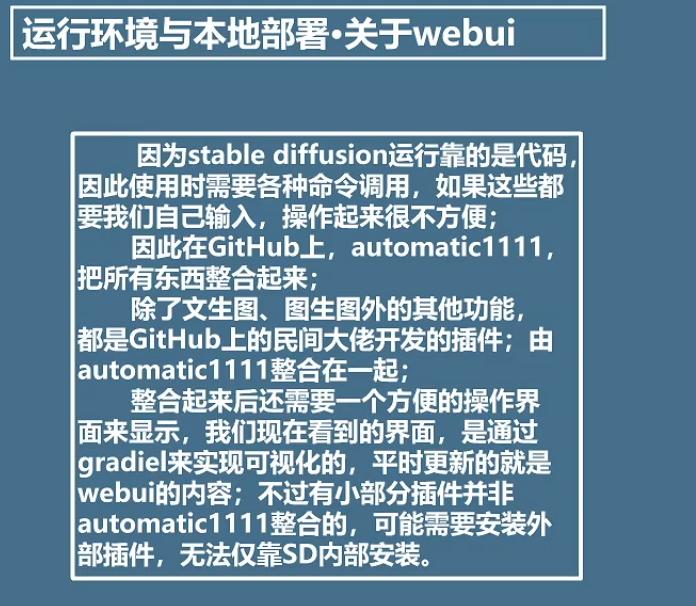 运行环境与本地部署·关于webui
因为stable diffusion运行靠的是代码，
因此使用时需要各种命令调用，如果这些都
要我们自己输入，操作起来很不方便；
因此在GitHub上，automatic1111，
把所有东西整合起来；
除了文生图、图生图外的其他功能，
都是GitHub上的民间大佬开发的插件；由
automatic1111整合在一起；
整合起来后还需要一个方便的操作界
面来显示，我们现在看到的界面，是通过
gradiel来实现可视化的，平时更新的就是
webui的内容；不过有小部分插件并非
automatic1111整合的，可能需要安装外
部插件，无法仅靠SD内部安装。